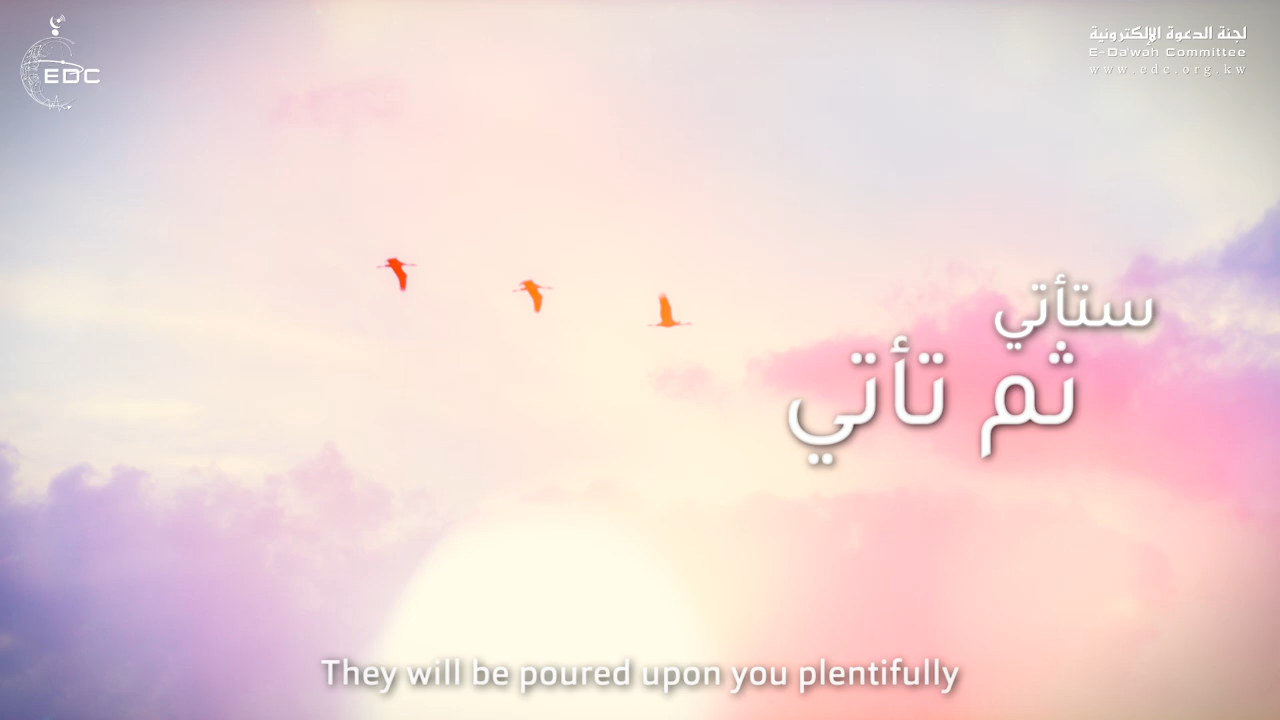 EDC
لجنة الدعوة الإلكترونية
E-Da'wah Committee
www.edc.org.kw
ستأتي
ثم تأتي
They will be poured upon you plentifully